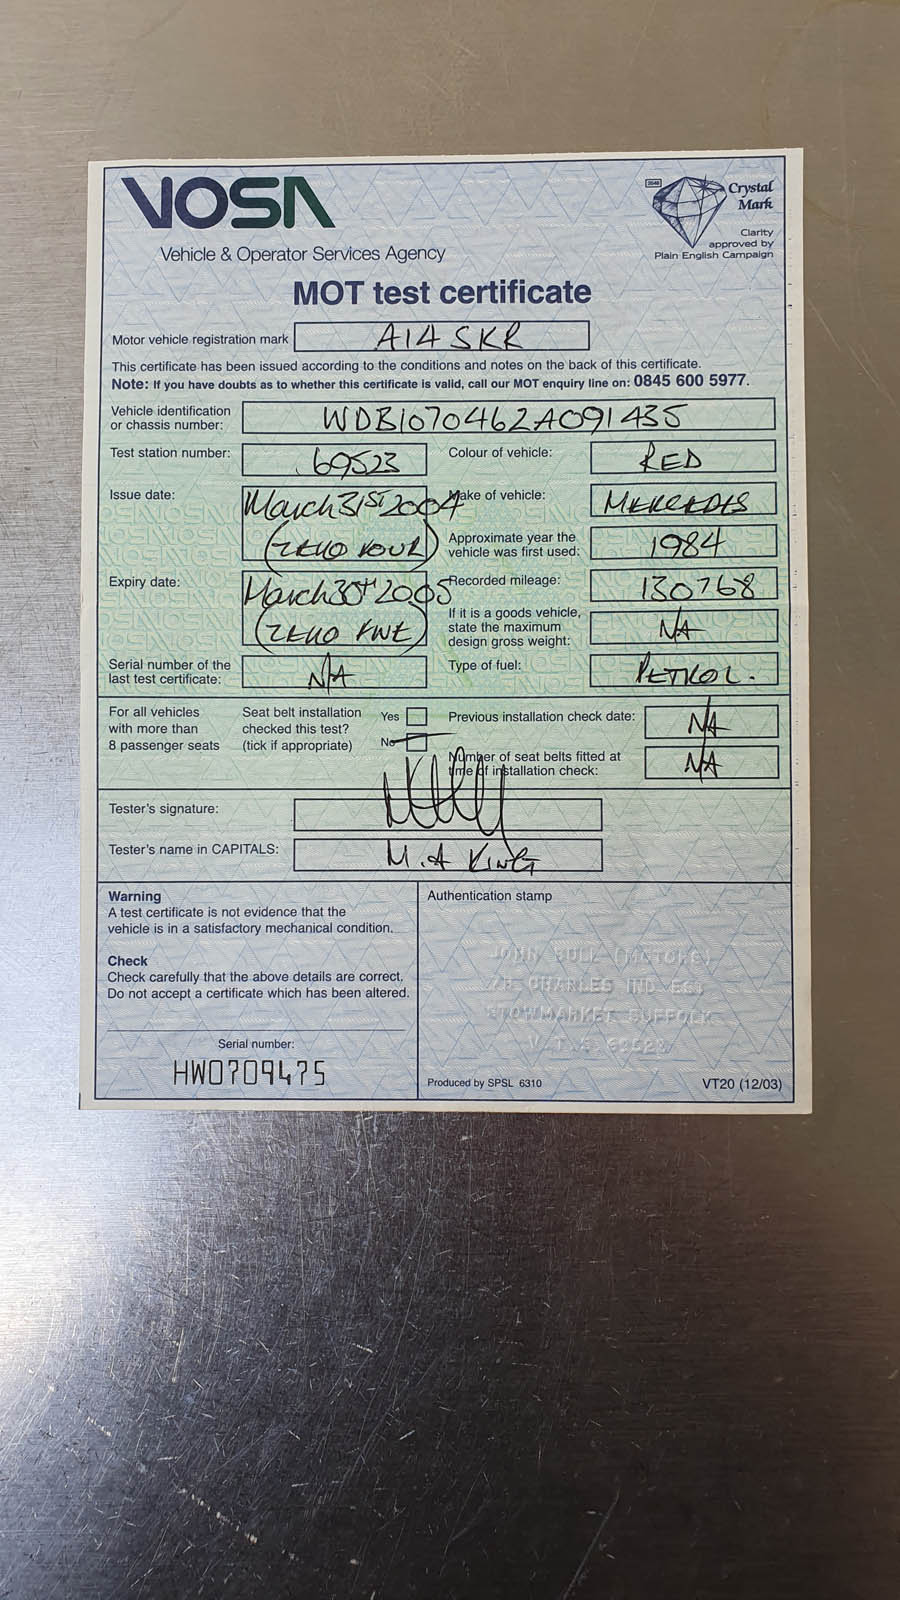 VOSA
Vehicle & Operator Services Agency
Crystal
Mark
Clarity
approved by
Plain English Campaign
MOT test certificate
Motor vehicle registration mark A14 SKR
This certificate has been issued according to the conditions and notes on the back of this certificate.
Note: If you have doubts as to whether this certificate is valid, call our MOT enquiry line on: 0845 600 5977.
Vehicle identification
or chassis number: WDB1070462A091435
Test station number: 69523
Colour of vehicle: RED
Issue date: March 31ST 2004
(ZERO FOUR)
Make of vehicle: MERCEDES
Approximate year the
vehicle was first used: 1984
Expiry date: March 30th 2005
(ZERO FIVE)
Recorded mileage: 130768
If it is a goods vehicle,
state the maximum
design gross weight: NA
Serial number of the
last test certificate: N/A
Type of fuel: PETROL.
For all vehicles
with more than
8 passenger seats
Seat belt installation
checked this test?
(tick if appropriate)
Yes
No
Previous installation check date: N/A
Number of seat belts fitted at
time of installation check: N/A
Tester's signature:
Tester's name in CAPITALS: M.A KING
Warning
A test certificate is not evidence that the
vehicle is in a satisfactory mechanical condition.
Check
Check carefully that the above details are correct.
Do not accept a certificate which has been altered.
Serial number:
HW0709475
Authentication stamp
JOHN BULL (MOTORS)
CHARLES IND EST
STOWMARKET SUFFOLK
V.T.S. 69523
Produced by SPSL 6310
VT20 (12/03)